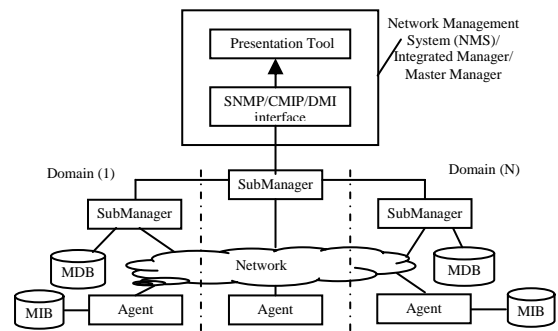 Network Management
System (NMS)/
Integrated Manager/
Master Manager
Presentation Tool
SNMP/CMIP/DMI
interface
Domain (1)
Domain (N)
SubManager
SubManager
SubManager
MDB
Network
MDB
MIB
Agent
Agent
Agent
MIB